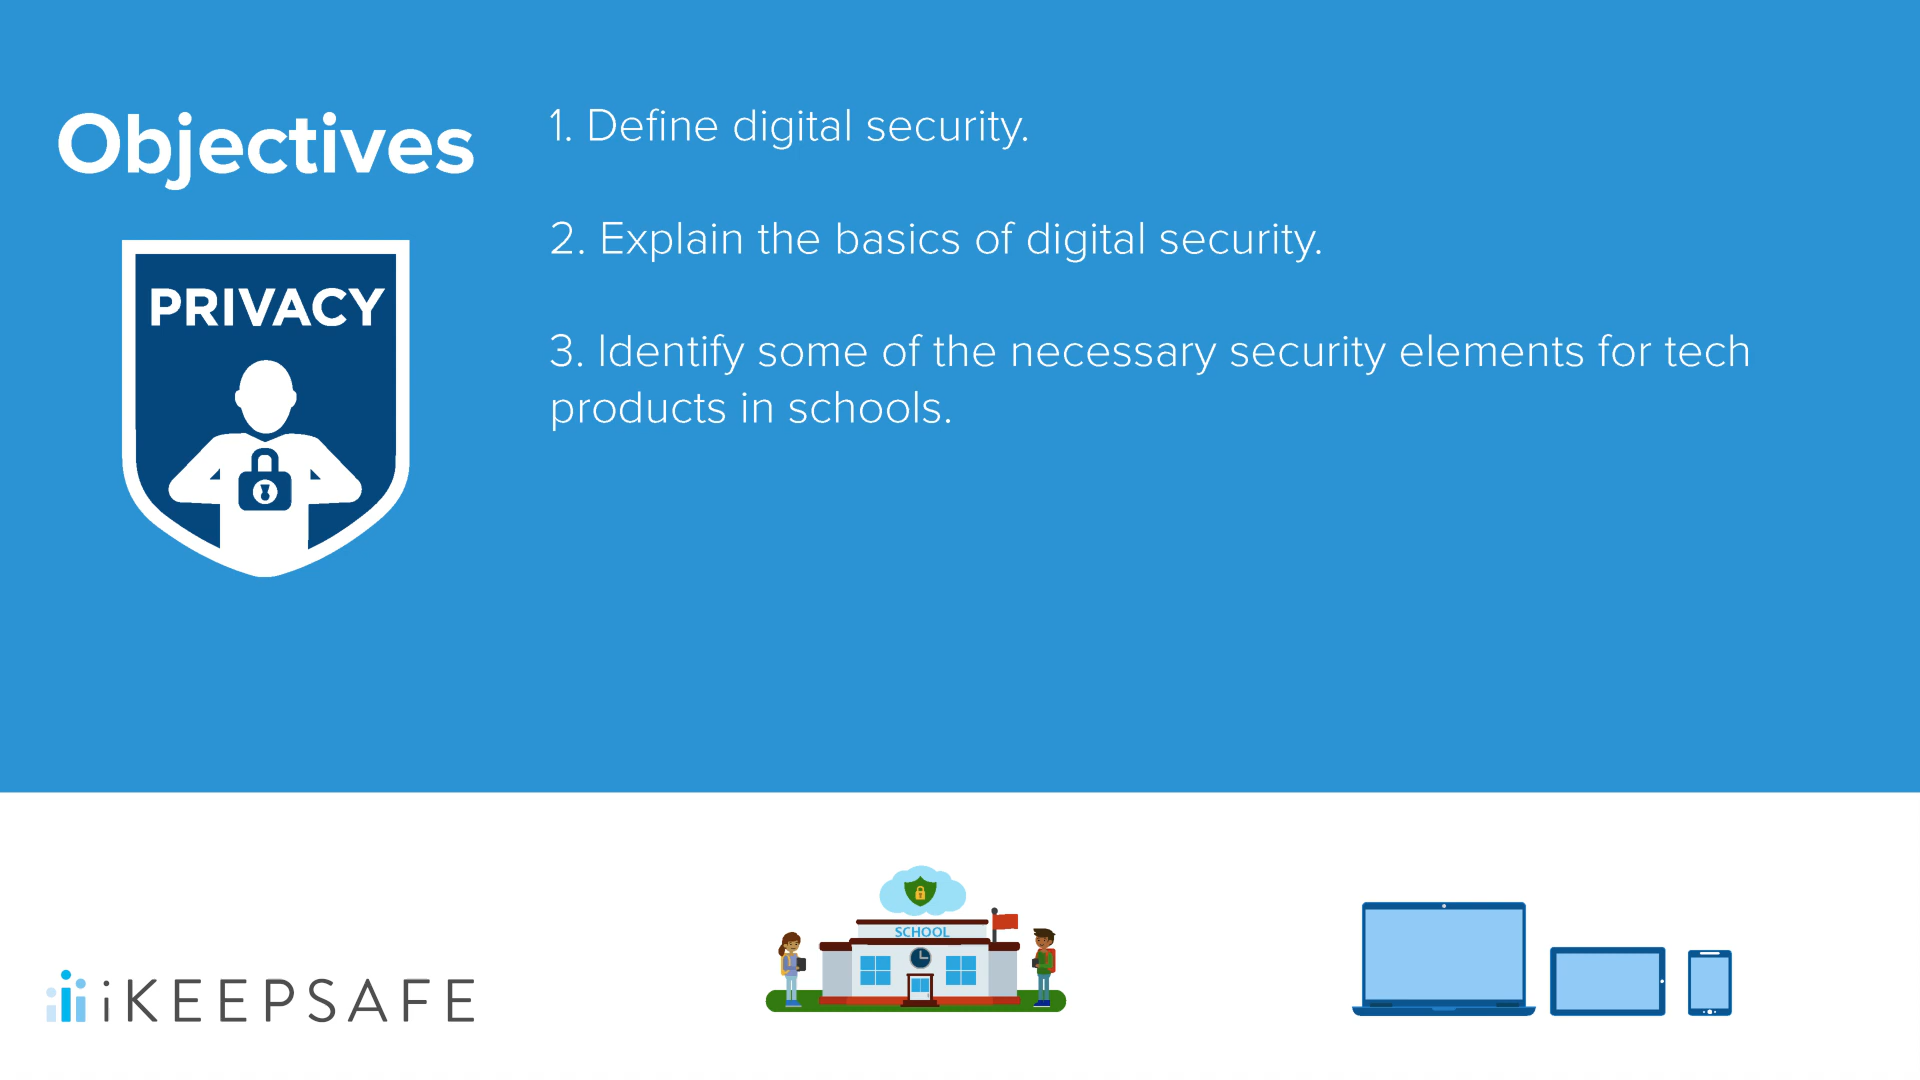 Objectives
PRIVACY
1. Define digital security.
2. Explain the basics of digital security.
3. Identify some of the necessary security elements for tech
products in schools.
SCHOOL
iKEEPSAFE